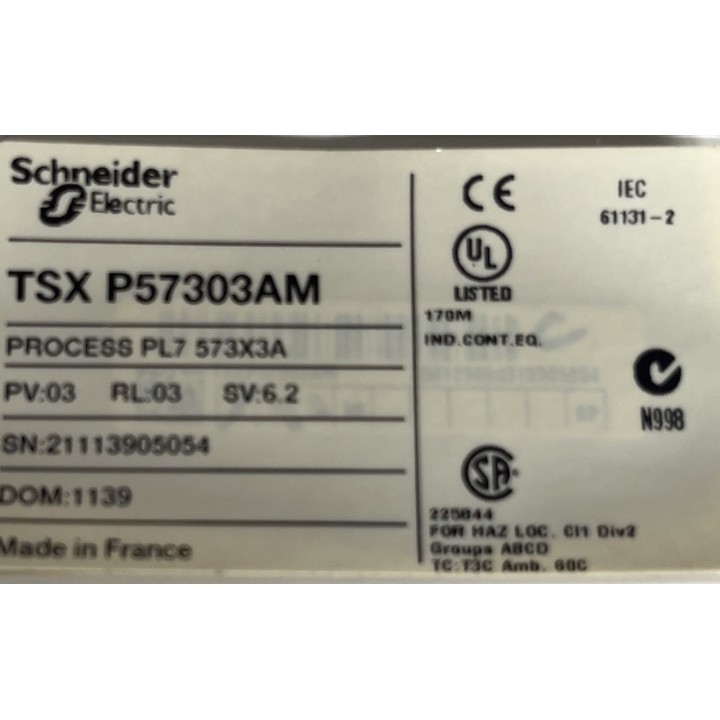 Schneider
Electric
TSX P57303AM
PROCESS PL7 573X3A
PV:03 RL:03 SV:6.2
SN:21113905054
DOM:1139
Made in France
CE
IEC
61131-2
UL
LISTED
170M
IND.CONT.EQ.
N998
SA
225844
FOR HAZ LOC. Cl1 Div2
Groups ABCD
TC:T3C Amb. 60C